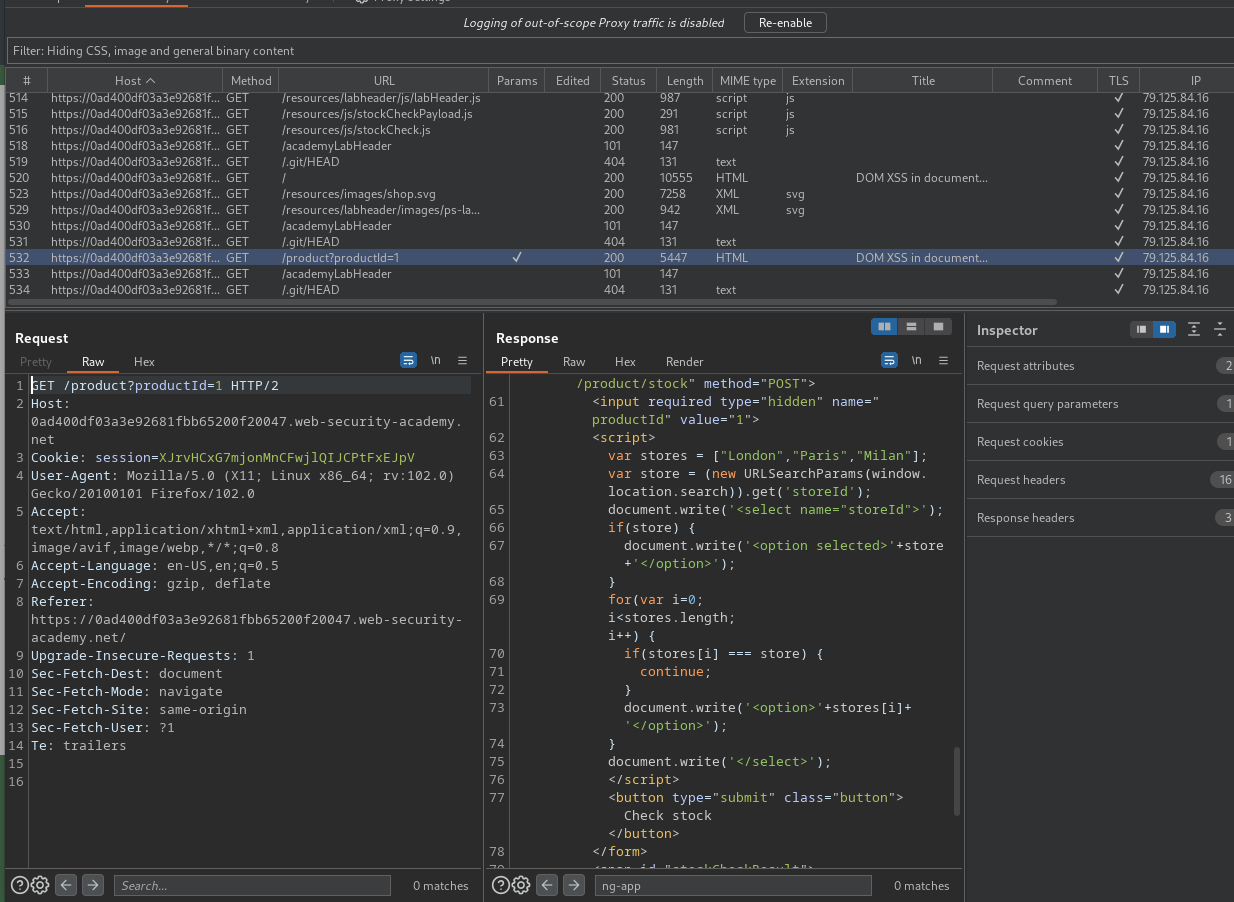 Logging of out-of-scope Proxy traffic is disabled Re-enable
Filter: Hiding CSS, image and general binary content
# Host Method URL Params Edited Status Length MIME type Extension Title Comment TLS IP
514 https://0ad400df03a3e92681f... GET /resources/labheader/js/labHeader.js 200 987 script js ✓ 79.125.84.16
515 https://0ad400df03a3e92681f... GET /resources/js/stockCheckPayload.js 200 291 script js ✓ 79.125.84.16
516 https://0ad400df03a3e92681f... GET /resources/js/stockCheck.js 200 981 script js ✓ 79.125.84.16
518 https://0ad400df03a3e92681f... GET /academyLabHeader 101 147 ✓ 79.125.84.16
519 https://0ad400df03a3e92681f... GET /.git/HEAD 404 131 text ✓ 79.125.84.16
520 https://0ad400df03a3e92681f... GET / 200 10555 HTML DOM XSS in document... ✓ 79.125.84.16
523 https://0ad400df03a3e92681f... GET /resources/images/shop.svg 200 7258 XML svg ✓ 79.125.84.16
529 https://0ad400df03a3e92681f... GET /resources/labheader/images/ps-la... 200 942 XML svg ✓ 79.125.84.16
530 https://0ad400df03a3e92681f... GET /academyLabHeader 101 147 ✓ 79.125.84.16
531 https://0ad400df03a3e92681f... GET /.git/HEAD 404 131 text ✓ 79.125.84.16
532 https://0ad400df03a3e92681f... GET /product?productId=1 ✓ 200 5447 HTML DOM XSS in document... ✓ 79.125.84.16
533 https://0ad400df03a3e92681f... GET /academyLabHeader 101 147 ✓ 79.125.84.16
534 https://0ad400df03a3e92681f... GET /.git/HEAD 404 131 text ✓ 79.125.84.16
Request
Pretty Raw Hex \n
1 GET /product?productId=1 HTTP/2
2 Host:
0ad400df03a3e92681fbb65200f20047.web-security-academy.
net
3 Cookie: session=XJrvHCxG7mjonMnCFwjlQIJCPtFxEJpV
4 User-Agent: Mozilla/5.0 (X11; Linux x86_64; rv:102.0)
Gecko/20100101 Firefox/102.0
5 Accept:
text/html,application/xhtml+xml,application/xml;q=0.9,
image/avif,image/webp,*/*;q=0.8
6 Accept-Language: en-US,en;q=0.5
7 Accept-Encoding: gzip, deflate
8 Referer:
https://0ad400df03a3e92681fbb65200f20047.web-security-
academy.net/
9 Upgrade-Insecure-Requests: 1
10 Sec-Fetch-Dest: document
11 Sec-Fetch-Mode: navigate
12 Sec-Fetch-Site: same-origin
13 Sec-Fetch-User: ?1
14 Te: trailers
15
16
Search... 0 matches
Response
Pretty Raw Hex Render \n
/product/stock" method="POST">
61 <input required type="hidden" name="
productId" value="1">
62 <script>
63 var stores = ["London","Paris","Milan"];
64 var store = (new URLSearchParams(window.
location.search)).get('storeId');
65 document.write('<select name="storeId">');
66 if(store) {
67 document.write('<option selected>'+store
+'</option>');
68 }
69 for(var i=0;
i<stores.length;
i++) {
70 if(stores[i] === store) {
71 continue;
72 }
73 document.write('<option>'+stores[i]+
'</option>');
74 }
75 document.write('</select>');
76 </script>
77 <button type="submit" class="button">
Check stock
</button>
78 </form>
ng-app 0 matches
Inspector
Request attributes 2
Request query parameters 1
Request cookies 1
Request headers 16
Response headers 3